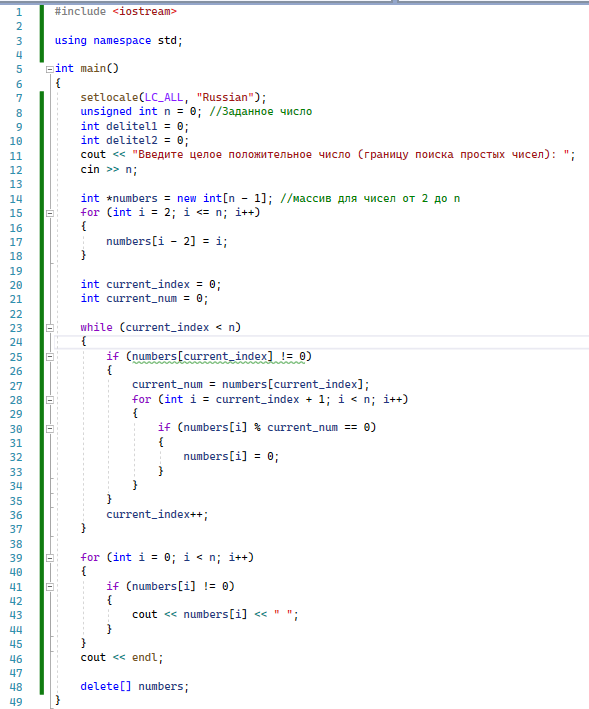 1 #include <iostream>
2
3 using namespace std;
4
5 int main()
6 {
7 setlocale(LC_ALL, "Russian");
8 unsigned int n = 0; //Заданное число
9 int delitel1 = 0;
10 int delitel2 = 0;
11 cout << "Введите целое положительное число (границу поиска простых чисел): ";
12 cin >> n;
13
14 int *numbers = new int[n - 1]; //массив для чисел от 2 до n
15 for (int i = 2; i <= n; i++)
16 {
17 numbers[i - 2] = i;
18 }
19
20 int current_index = 0;
21 int current_num = 0;
22
23 while (current_index < n)
24 {
25 if (numbers[current_index] != 0)
26 {
27 current_num = numbers[current_index];
28 for (int i = current_index + 1; i < n; i++)
29 {
30 if (numbers[i] % current_num == 0)
31 {
32 numbers[i] = 0;
33 }
34 }
35 }
36 current_index++;
37 }
38
39 for (int i = 0; i < n; i++)
40 {
41 if (numbers[i] != 0)
42 {
43 cout << numbers[i] << " ";
44 }
45 }
46 cout << endl;
47
48 delete[] numbers;
49 }